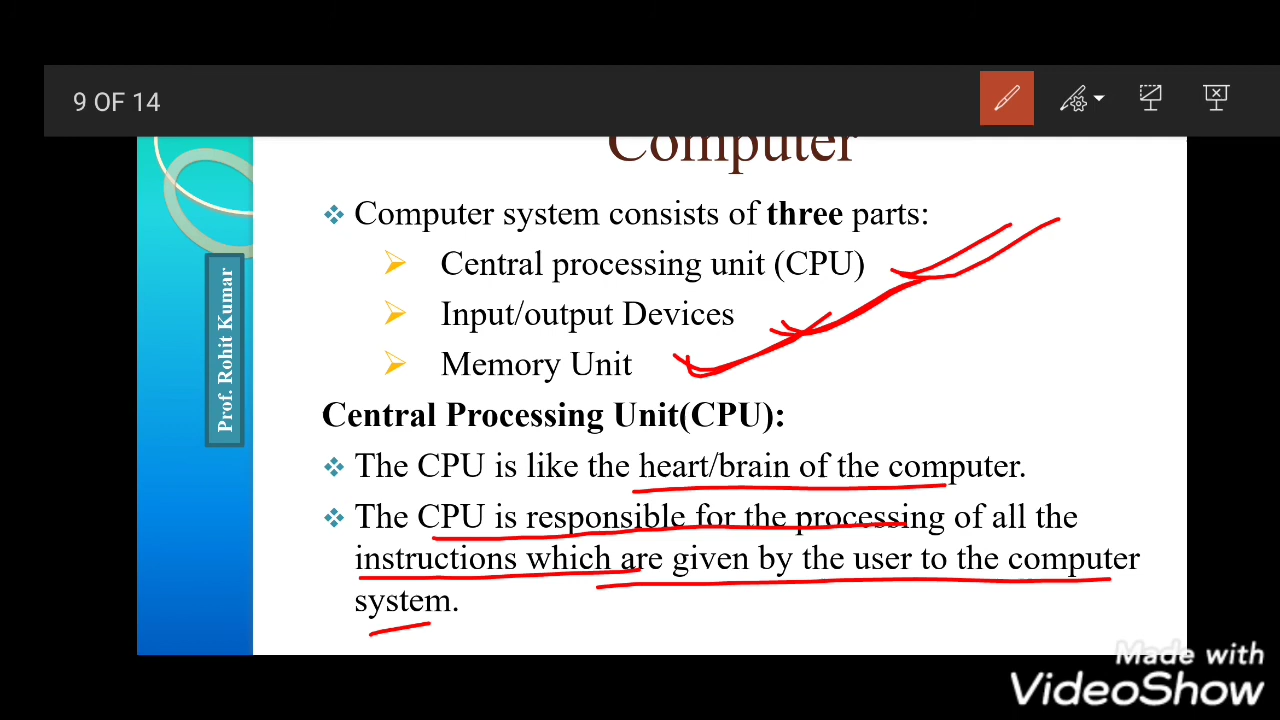 9 OF 14
Computer
Computer system consists of three parts:
Central processing unit (CPU)
Input/output Devices
Memory Unit
Central Processing Unit(CPU):
The CPU is like the heart/brain of the computer.
The CPU is responsible for the processing of all the
instructions which are given by the user to the computer
system.
Prof. Rohit Kumar
Made with
VideoShow